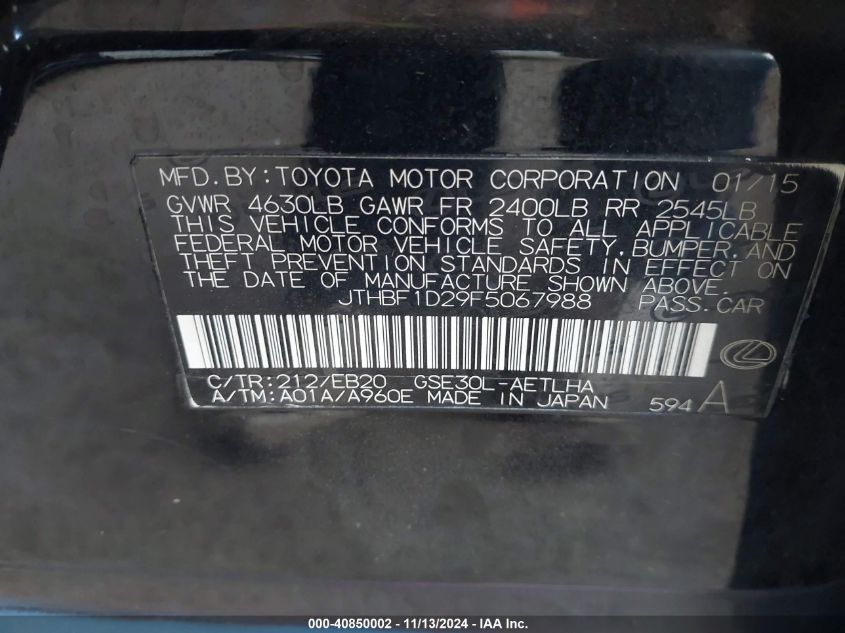 MFD.BY:TOYOTA MOTOR CORPORATION 01/15
GVWR 4630LB GAWR FR 2400LB RR 2545LB
THIS VEHICLE CONFORMS TO ALL APPLICABLE
FEDERAL MOTOR VEHICLE SAFETY, BUMPER, AND
THEFT PREVENTION STANDARDS IN EFFECT ON
THE DATE OF MANUFACTURE SHOWN ABOVE.
JTHBF1D29F5067988 PASS.CAR
C/TR:212/EB20 GSE30L-AETLHA
A/TM:A01A/A960E MADE IN JAPAN 594 A
000-40850002 - 11/13/2024 - IAA Inc.